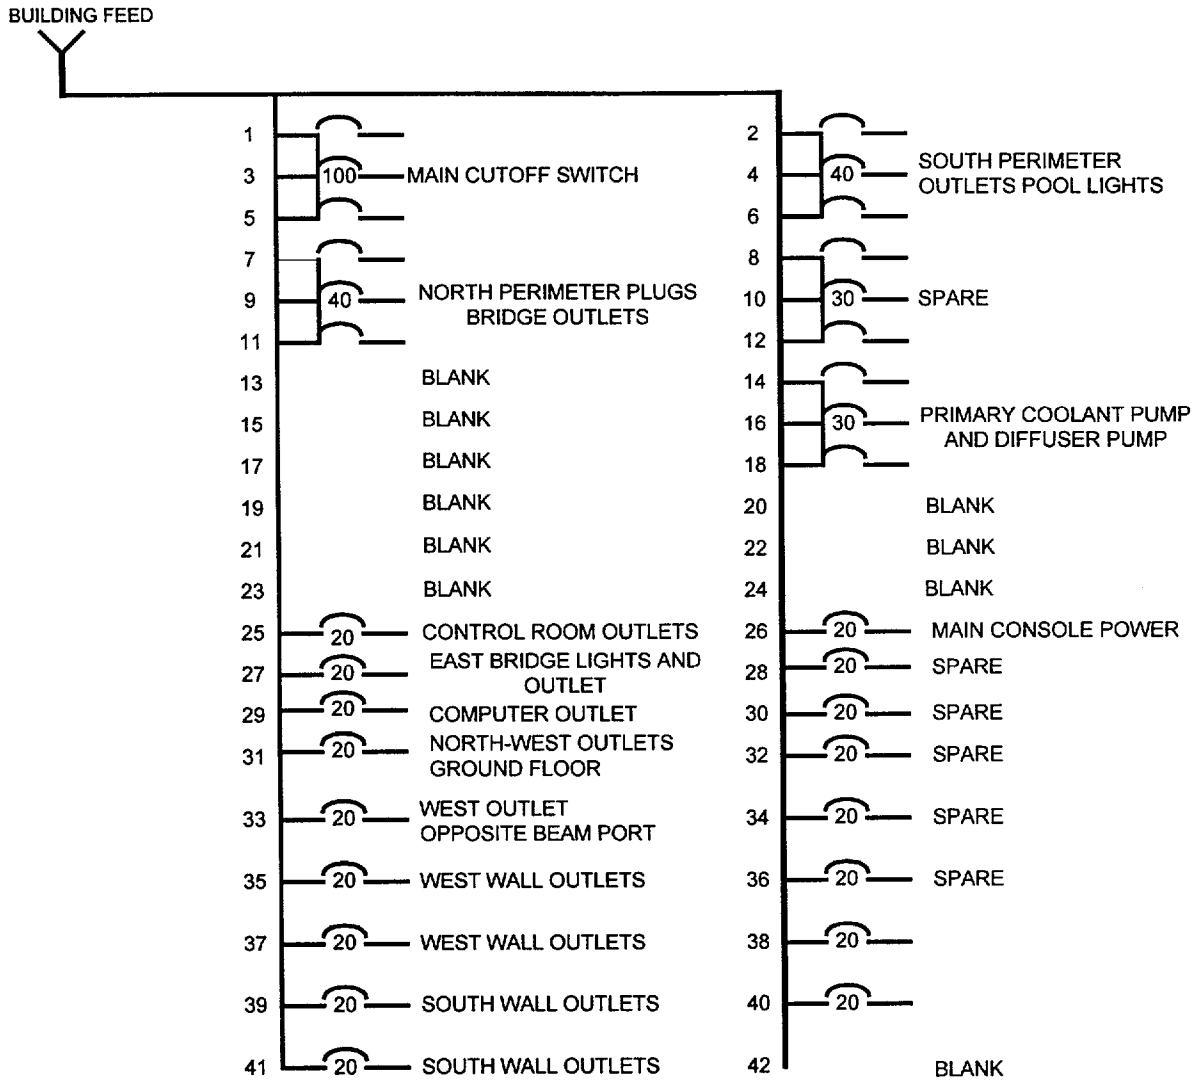 BUILDING FEED
1
3 100 MAIN CUTOFF SWITCH
5
7
9 40 NORTH PERIMETER PLUGS
BRIDGE OUTLETS
11
13 BLANK
15 BLANK
17 BLANK
19 BLANK
21 BLANK
23 BLANK
25 20 CONTROL ROOM OUTLETS
27 20 EAST BRIDGE LIGHTS AND
OUTLET
29 20 COMPUTER OUTLET
31 20 NORTH-WEST OUTLETS
GROUND FLOOR
33 20 WEST OUTLET
OPPOSITE BEAM PORT
35 20 WEST WALL OUTLETS
37 20 WEST WALL OUTLETS
39 20 SOUTH WALL OUTLETS
41 20 SOUTH WALL OUTLETS
2
4 40 SOUTH PERIMETER
OUTLETS POOL LIGHTS
6
8
10 30 SPARE
12
14
16 30 PRIMARY COOLANT PUMP
AND DIFFUSER PUMP
18
20 BLANK
22 BLANK
24 BLANK
26 20 MAIN CONSOLE POWER
28 20 SPARE
30 20 SPARE
32 20 SPARE
34 20 SPARE
36 20 SPARE
38 20
40 20
42 BLANK